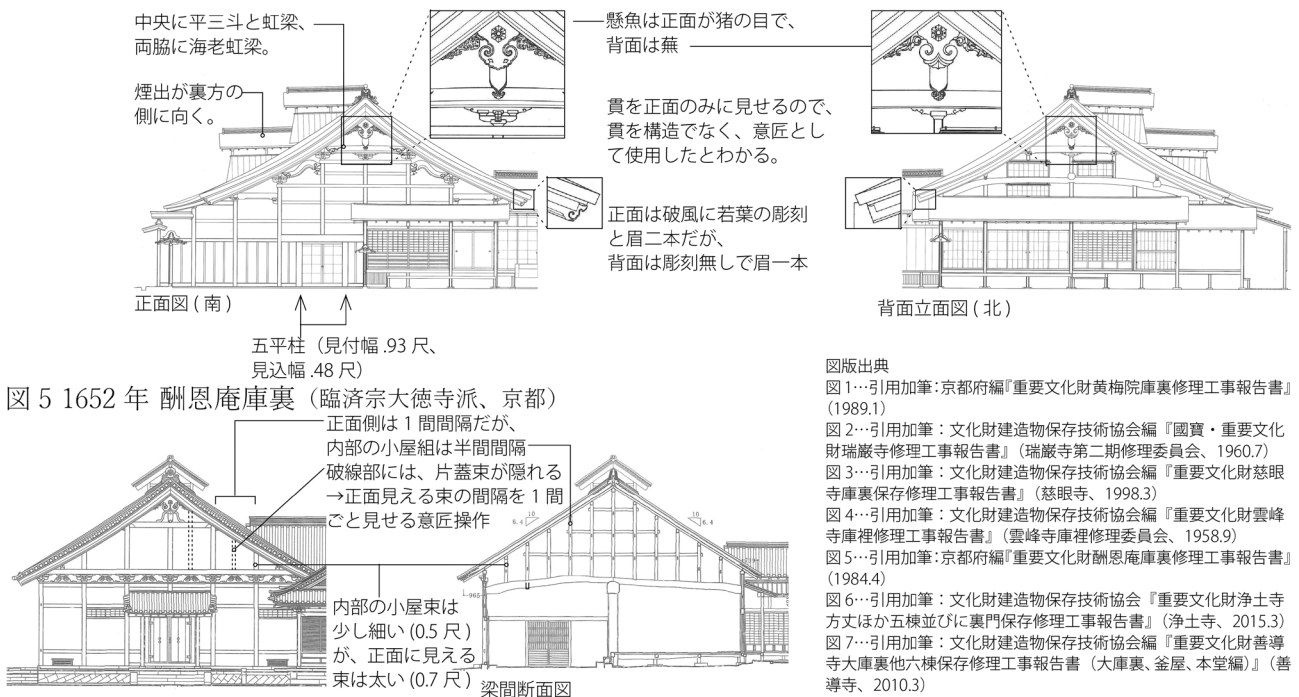 中央に平三斗と虹梁、
両脇に海老虹梁。
煙出が裏方の
側に向く。
懸魚は正面が猪の目で、
背面は蕪
貫を正面のみに見せるので、
貫を構造でなく、意匠とし
て使用したとわかる。
正面は破風に若葉の彫刻
と眉二本だが、
背面は彫刻無しで眉一本
正面図 ( 南 )
背面立面図 ( 北 )
五平柱（見付幅 .93 尺、
見込幅 .48 尺）
図 5 1652 年 酬恩庵庫裏（臨済宗大徳寺派、京都）
正面側は 1 間間隔だが、
内部の小屋組は半間間隔
破線部には、片蓋束が隠れる
→正面見える束の間隔を 1 間
ごと見せる意匠操作
10
6.4
10
6.4
.965
内部の小屋束は
少し細い (0.5 尺 )
が、正面に見える
束は太い (0.7 尺 )
梁間断面図
図版出典
図 1…引用加筆：京都府編『重要文化財黄梅院庫裏修理工事報告書』
（1989.1）
図 2…引用加筆：文化財建造物保存技術協会編『國寶・重要文化
財瑞巌寺修理工事報告書』（瑞巌寺第二期修理委員会、1960.7）
図 3…引用加筆：文化財建造物保存技術協会編『重要文化財慈眼
寺庫裏保存修理工事報告書』（慈眼寺、1998.3）
図 4…引用加筆：文化財建造物保存技術協会編『重要文化財雲峰
寺庫裡修理工事報告書』（雲峰寺庫裡修理委員会、1958.9）
図 5…引用加筆：京都府編『重要文化財酬恩庵庫裏修理工事報告書』
（1984.4）
図 6…引用加筆：文化財建造物保存技術協会『重要文化財浄土寺
方丈ほか五棟並びに裏門保存修理工事報告書』（浄土寺、2015.3）
図 7…引用加筆：文化財建造物保存技術協会編『重要文化財善導
寺大庫裏他六棟保存修理工事報告書（大庫裏、釜屋、本堂編）』（善
導寺、2010.3）